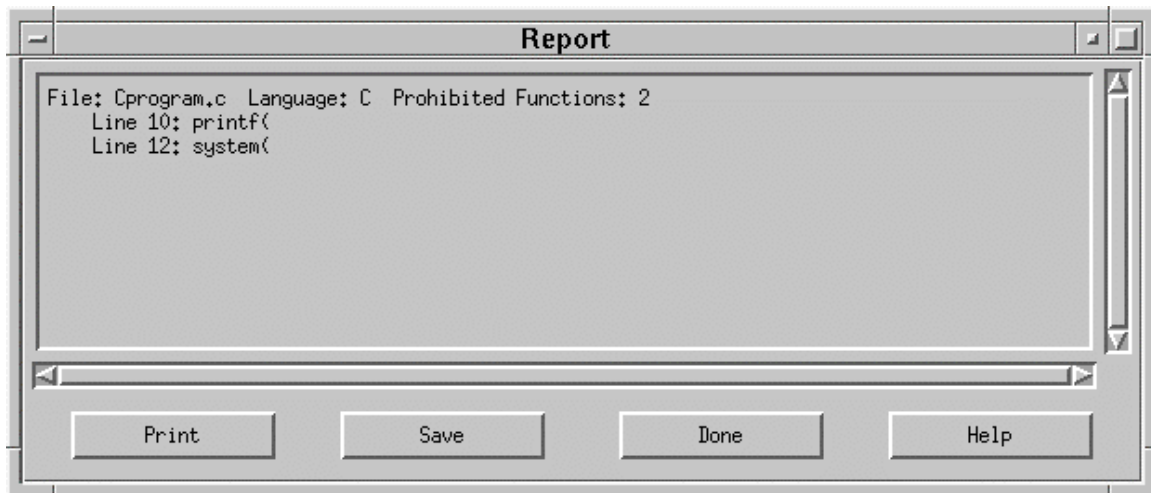 Report
File: Cprogram.c  Language: C  Prohibited Functions: 2
    Line 10: printf(
    Line 12: system(
Print Save Done Help